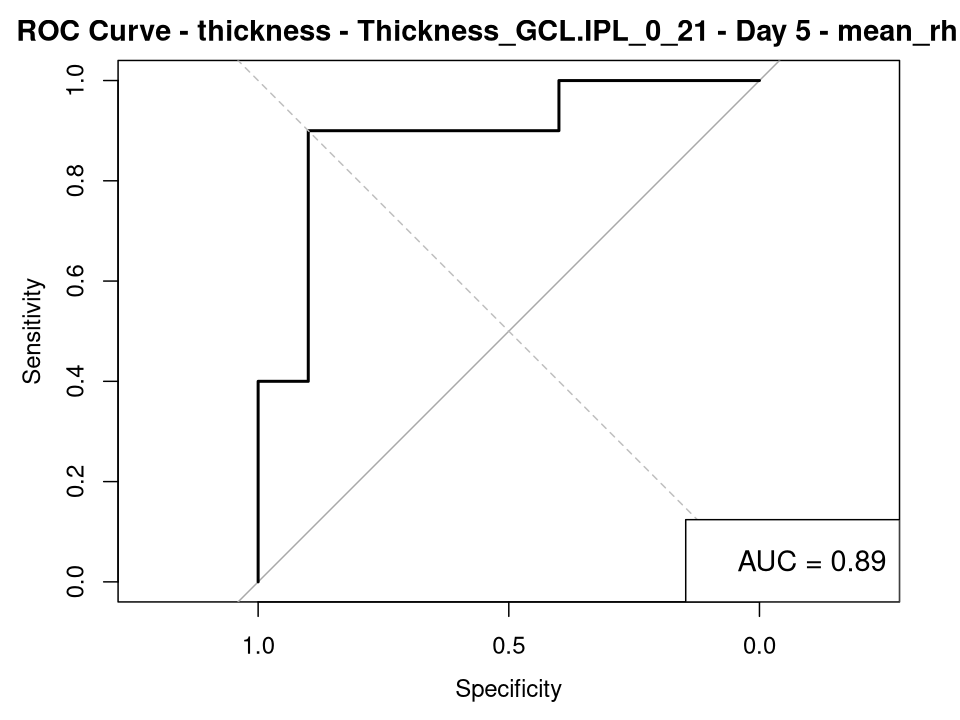 ROC Curve - thickness - Thickness_GCL.IPL_0_21 - Day 5 - mean_rh
1.0
0.8
0.6
0.4
0.2
0.0
Sensitivity
AUC = 0.89
1.0 0.5 0.0
Specificity